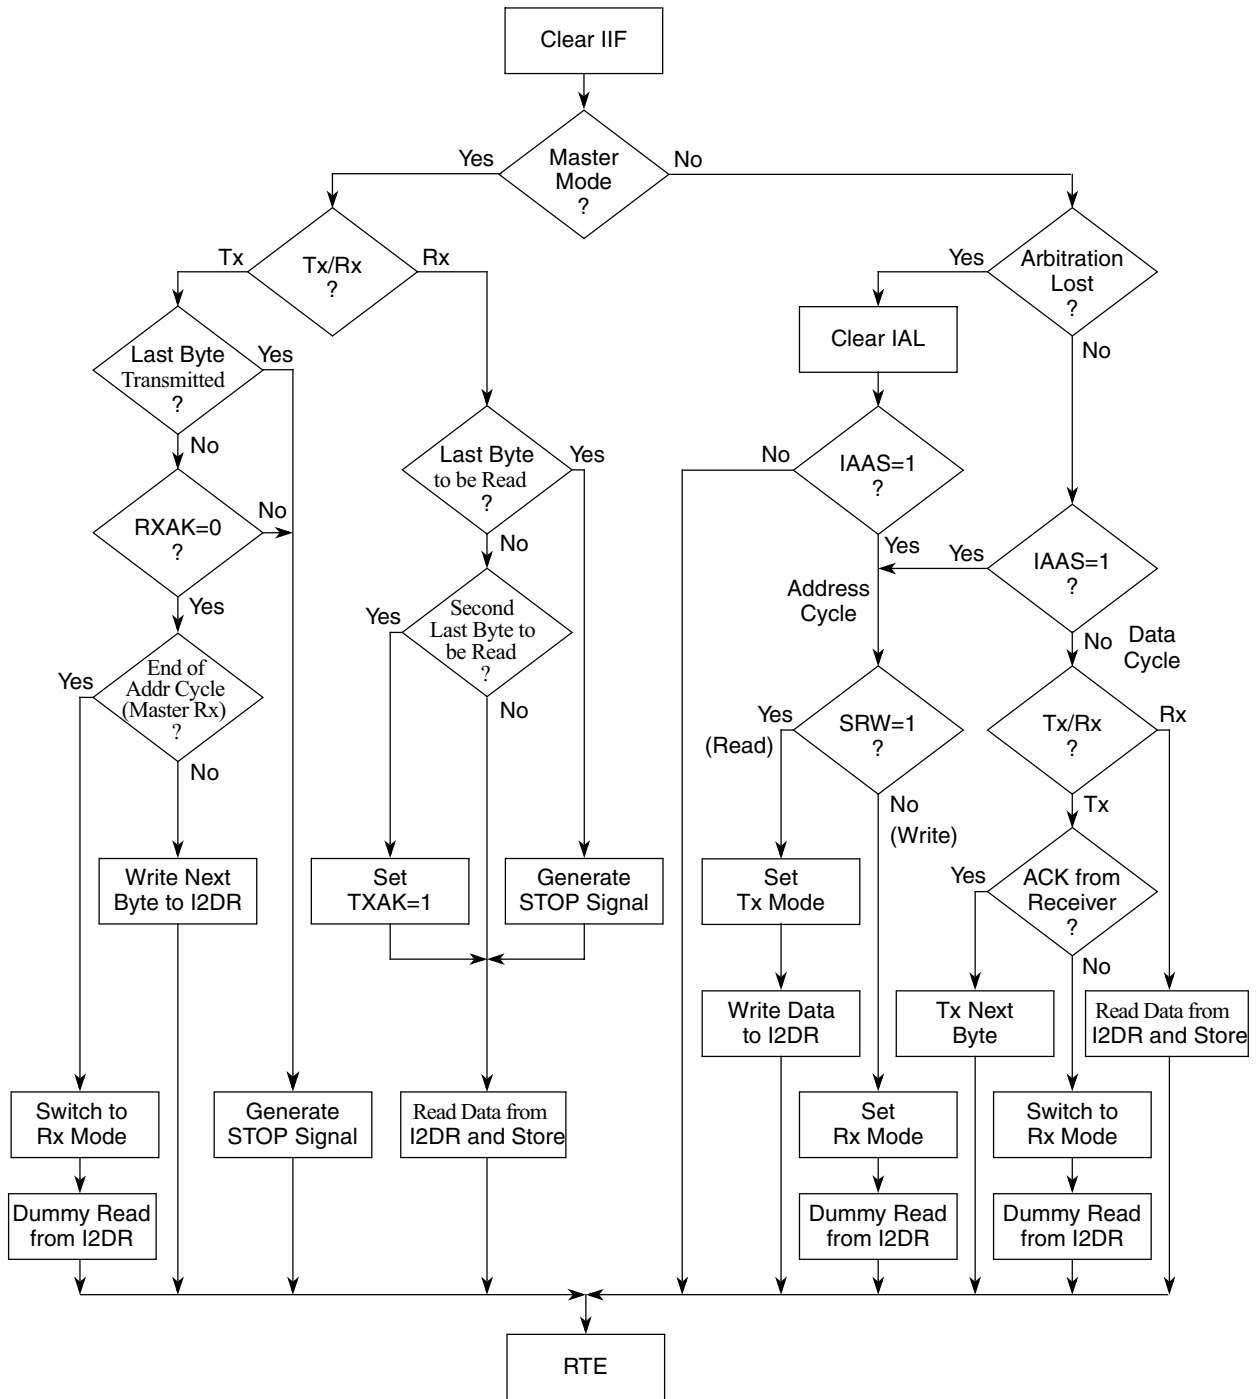 Clear IIF
Master
Mode
?
Yes
No
Tx/Rx
?
Tx
Rx
Arbitration
Lost
?
Yes
No
Last Byte
Transmitted
?
Yes
No
Clear IAL
RXAK=0
?
No
Yes
Last Byte
to be Read
?
Yes
No
IAAS=1
?
No
Yes
IAAS=1
?
Yes
No
Address
Cycle
Data
Cycle
End of
Addr Cycle
(Master Rx)
?
Yes
No
Second
Last Byte to
be Read
?
Yes
No
SRW=1
?
Yes
(Read)
No
(Write)
Tx/Rx
?
Rx
Tx
Write Next
Byte to I2DR
Set
TXAK=1
Generate
STOP Signal
Set
Tx Mode
ACK from
Receiver
?
Yes
No
Write Data
to I2DR
Tx Next
Byte
Read Data from
I2DR and Store
Switch to
Rx Mode
Generate
STOP Signal
Read Data from
I2DR and Store
Set
Rx Mode
Switch to
Rx Mode
Dummy Read
from I2DR
Dummy Read
from I2DR
Dummy Read
from I2DR
RTE